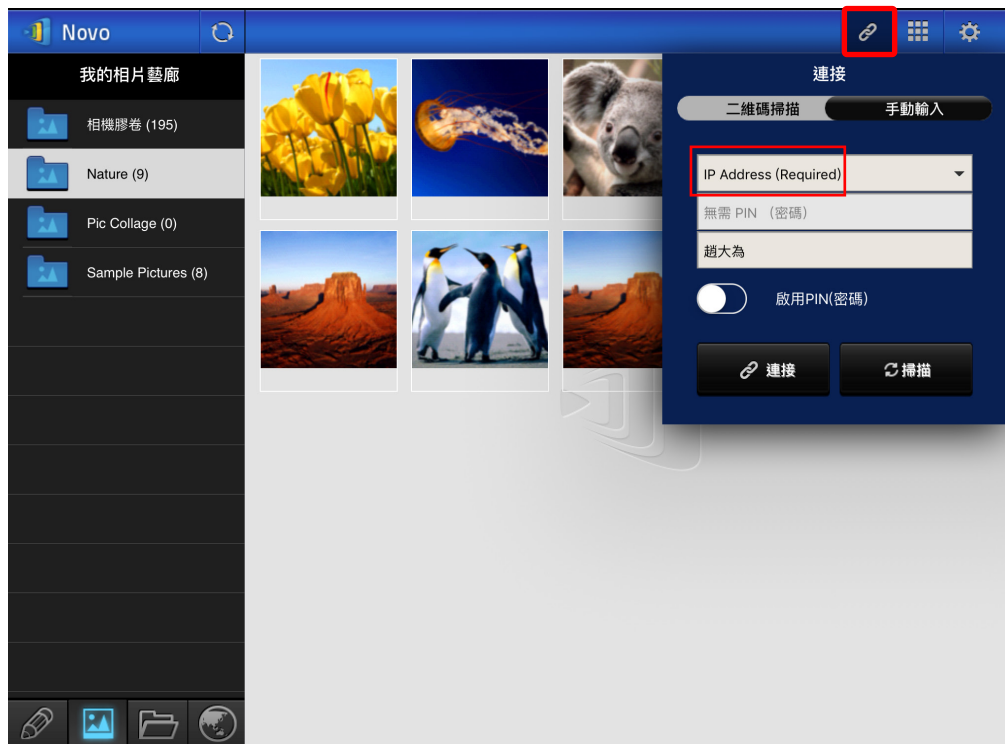 Novo
我的相片藝廊
相機膠卷 (195)
Nature (9)
Pic Collage (0)
Sample Pictures (8)
連接
二維碼掃描
手動輸入
IP Address (Required)
無需 PIN （密碼）
趙大為
啟用PIN(密碼)
連接
掃描